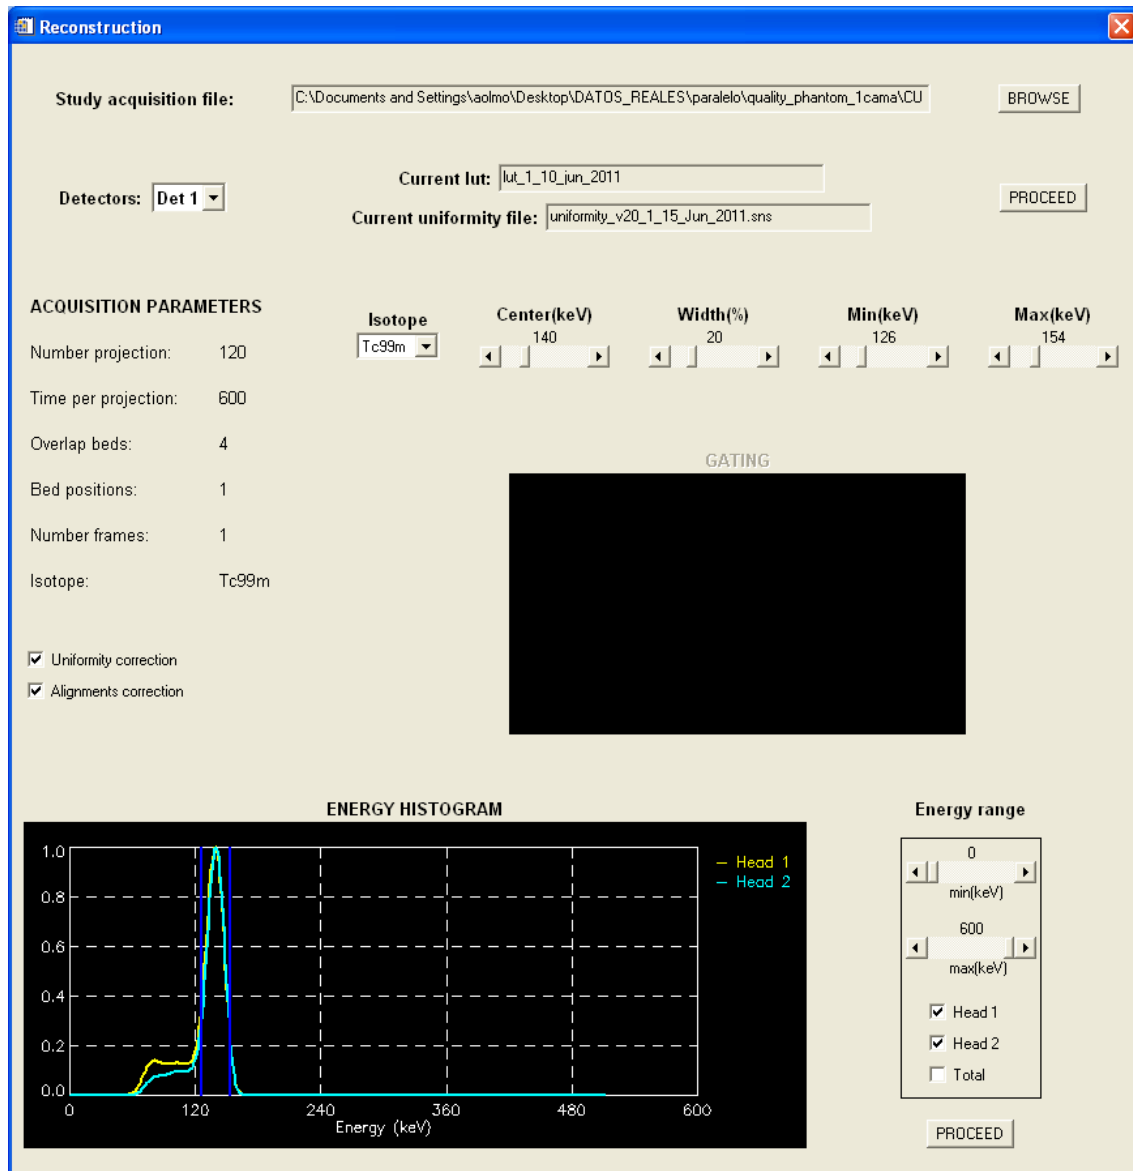 Reconstruction
Study acquisition file: C:\Documents and Settings\aolmo\Desktop\DATOS_REALES\paralelo\quality_phantom_1cama\CU BROWSE
Detectors: Det 1 Current lut: lut_1_10_jun_2011 PROCEED
Current uniformity file: uniformity_v20_1_15_Jun_2011.sns
ACQUISITION PARAMETERS
Isotope Center(keV) Width(%) Min(keV) Max(keV)
Tc99m 140 20 126 154
Number projection: 120
Time per projection: 600
Overlap beds: 4
Bed positions: 1
Number frames: 1
Isotope: Tc99m
GATING
Uniformity correction
Alignments correction
ENERGY HISTOGRAM
1.0
0.8
0.6
0.4
0.2
0.0
0 120 240 360 480 600
Energy (keV)
Head 1
Head 2
Energy range
0
min(keV)
600
max(keV)
Head 1
Head 2
Total
PROCEED